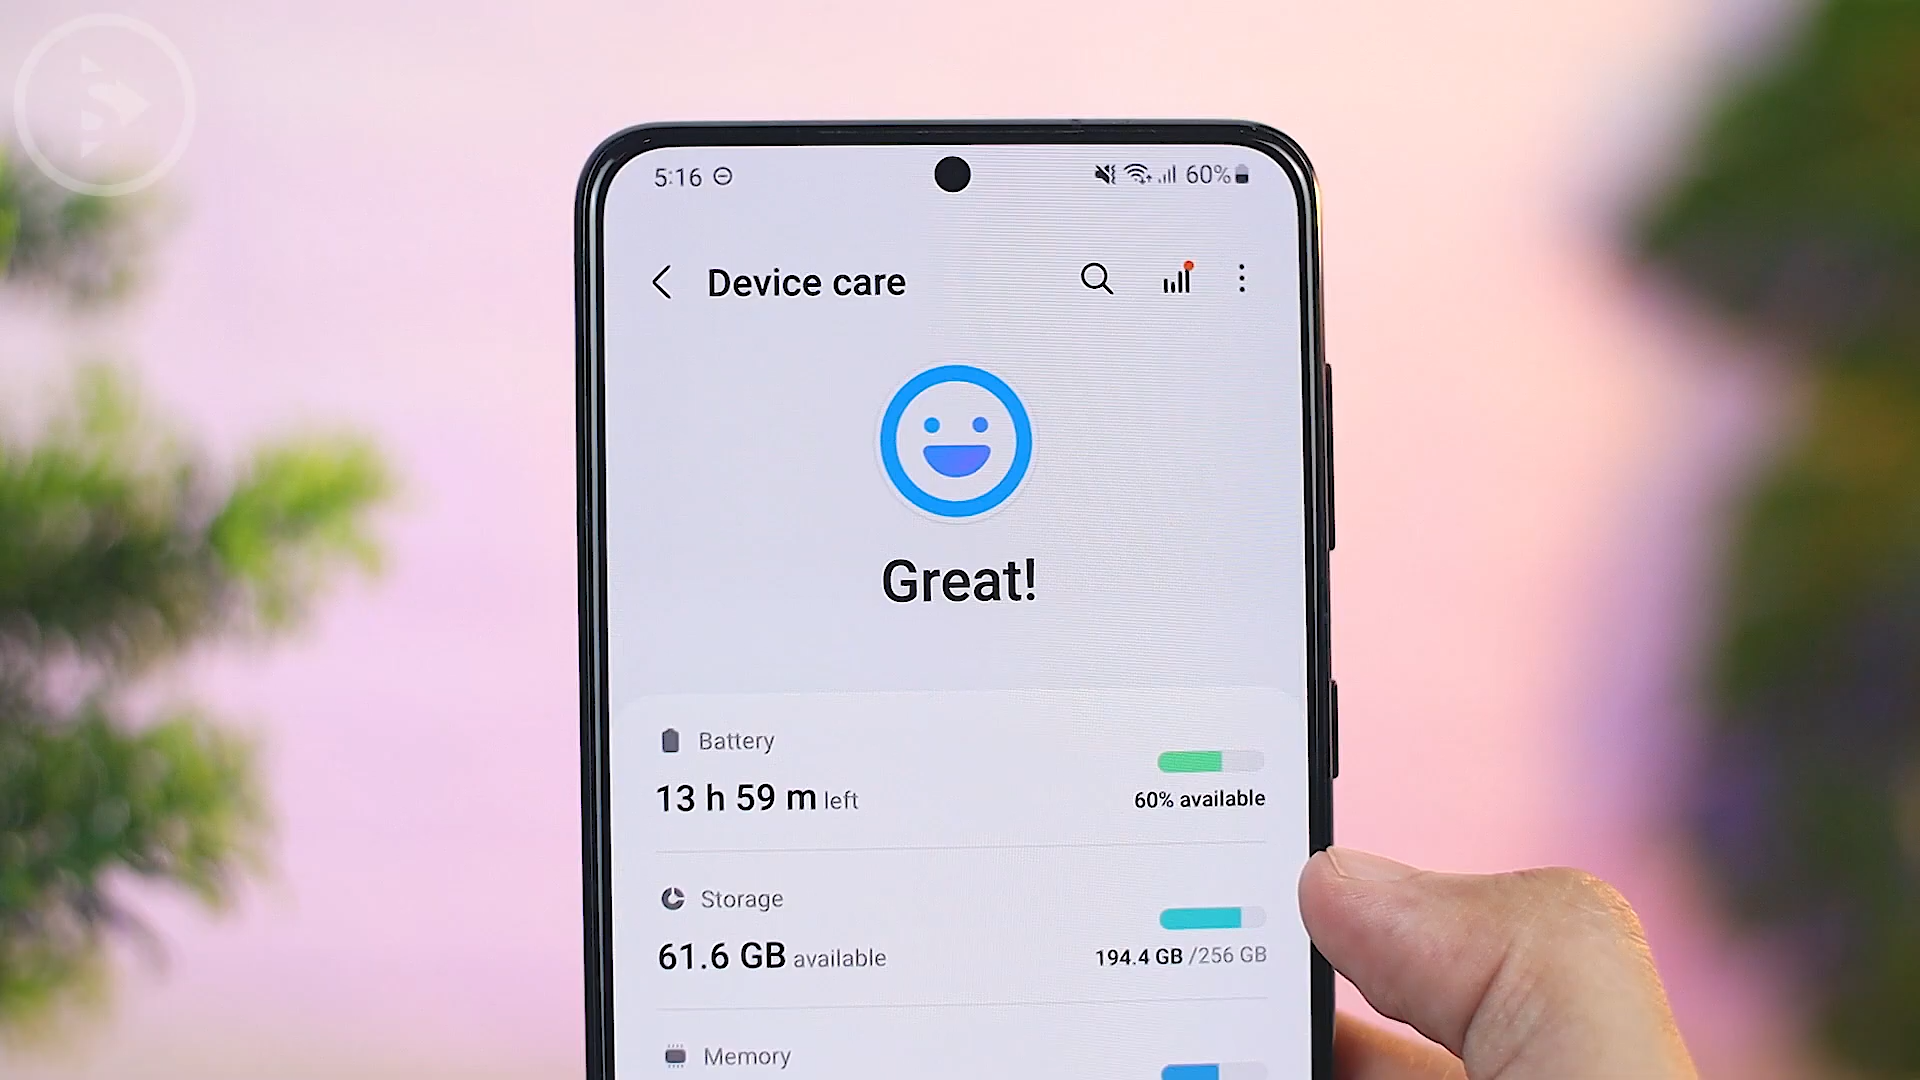 5:16 60%
Device care
Great!
Battery
13 h 59 m left
60% available
Storage
61.6 GB available
194.4 GB /256 GB
Memory